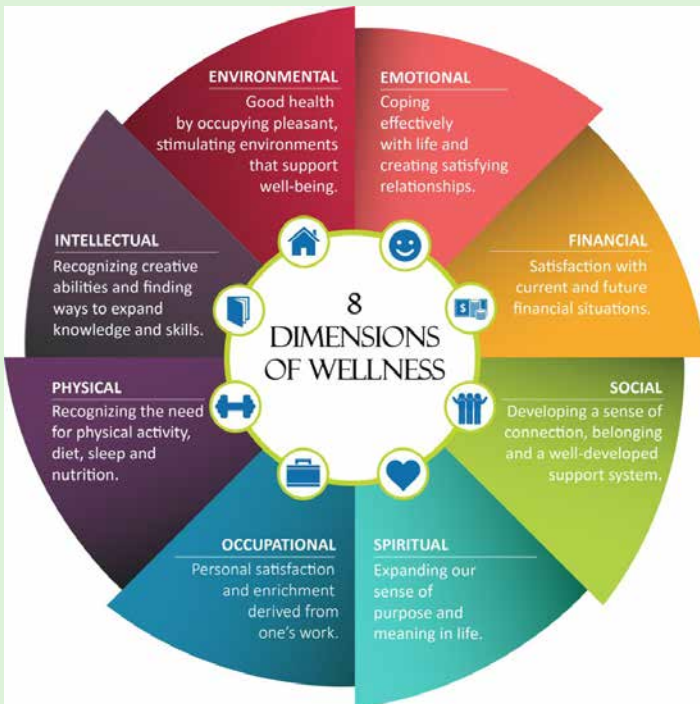 ENVIRONMENTAL
Good health
by occupying pleasant,
stimulating environments
that support
well-being.
EMOTIONAL
Coping
effectively
with life and
creating satisfying
relationships.
FINANCIAL
Satisfaction with
current and future
financial situations.
SOCIAL
Developing a sense of
connection, belonging
and a well-developed
support system.
SPIRITUAL
Expanding our
sense of
purpose and
meaning in life.
OCCUPATIONAL
Personal satisfaction
and enrichment
derived from
one's work.
PHYSICAL
Recognizing the need
for physical activity,
diet, sleep and
nutrition.
INTELLECTUAL
Recognizing creative
abilities and finding
ways to expand
knowledge and skills.
8
DIMENSIONS
OF WELLNESS
$